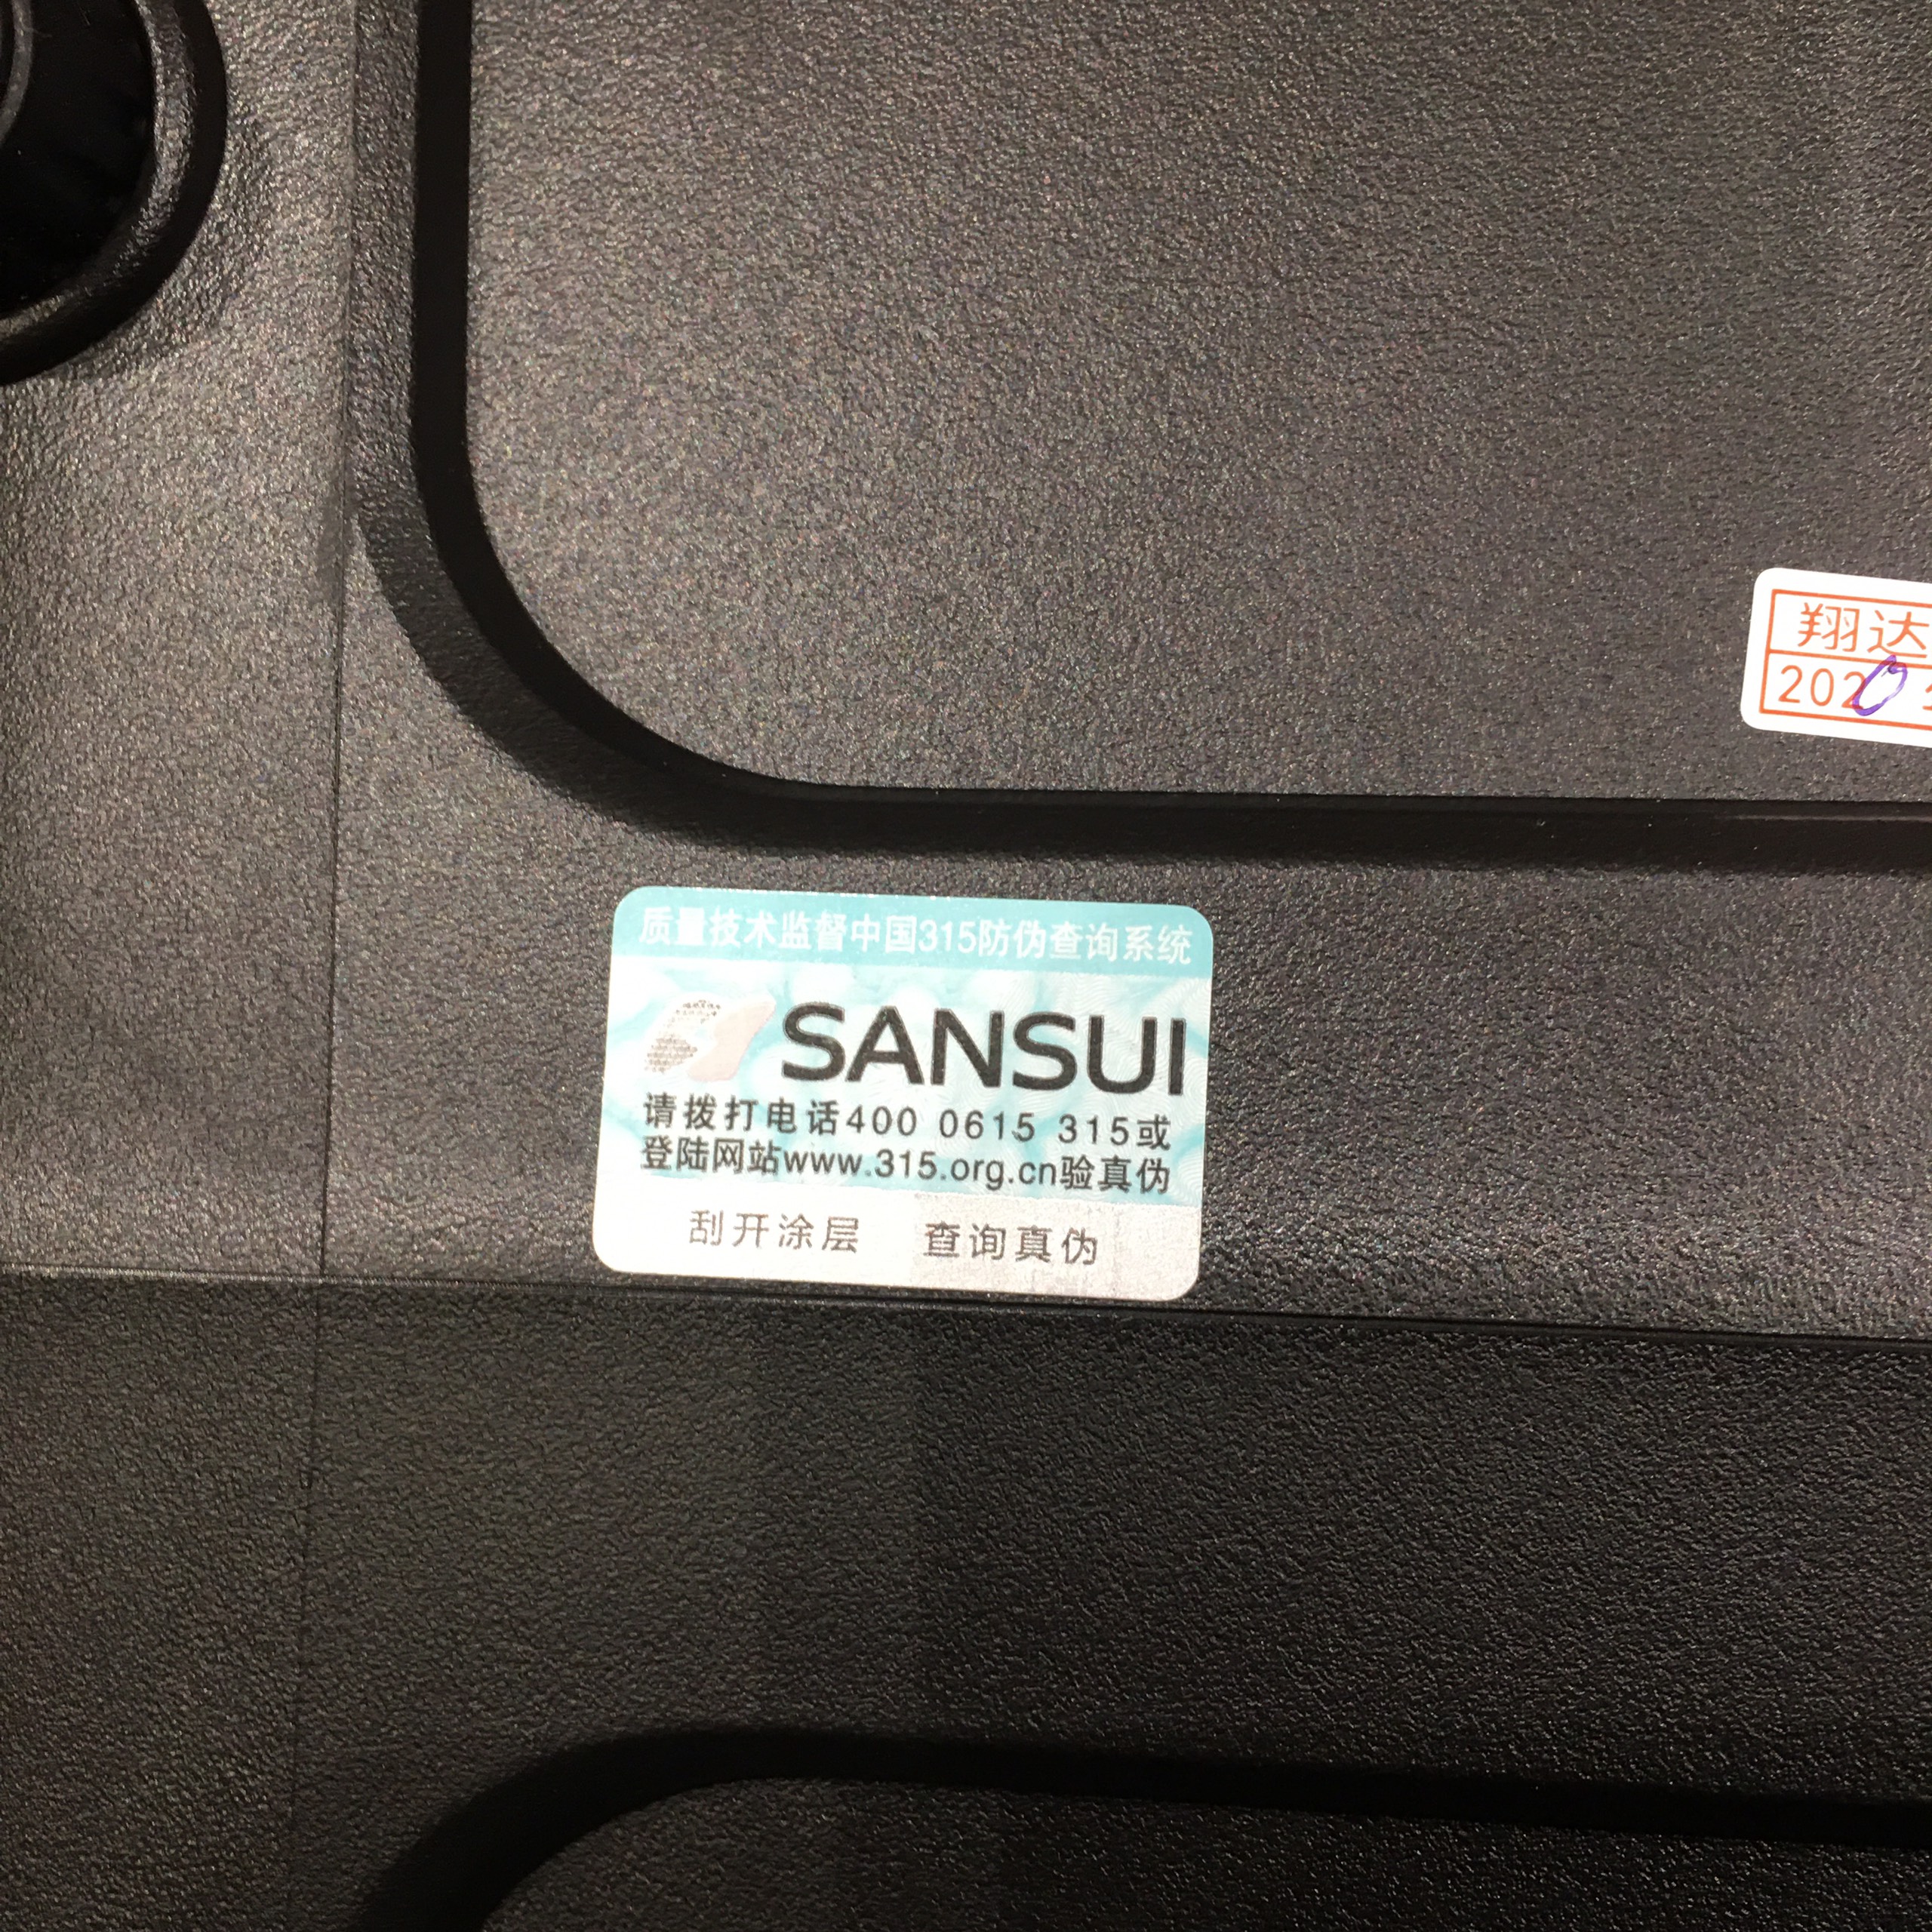 翔达
2020
质量技术监督中国315防伪查询系统
SANSUI
请拨打电话400 0615 315或
登陆网站www.315.org.cn验真伪
刮开涂层 查询真伪